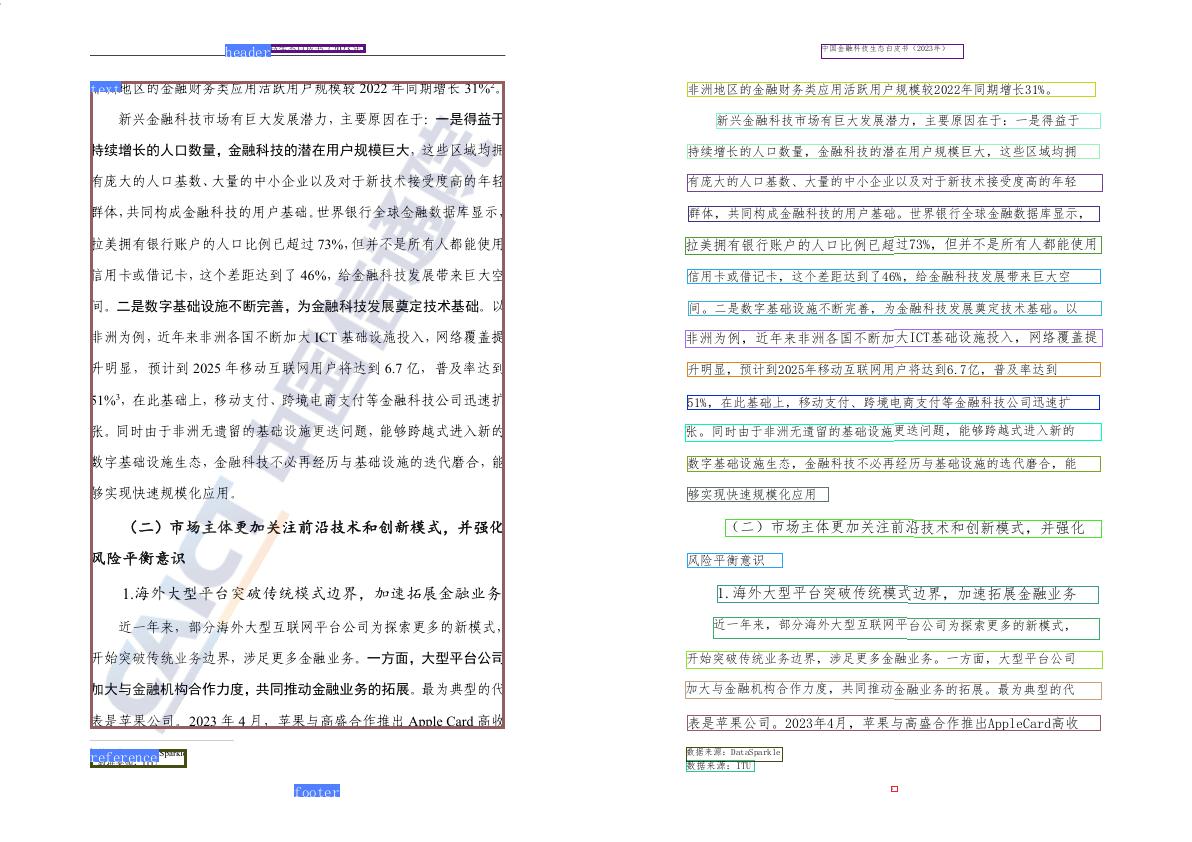 header
text
地区的金融财务类应用活跃用户规模较 2022 年同期增长 31%²。
新兴金融科技市场有巨大发展潜力，主要原因在于：一是得益于
持续增长的人口数量，金融科技的潜在用户规模巨大，这些区域均拥
有庞大的人口基数、大量的中小企业以及对于新技术接受度高的年轻
群体，共同构成金融科技的用户基础。世界银行全球金融数据库显示，
拉美拥有银行账户的人口比例已超过 73%，但并不是所有人都能使用
信用卡或借记卡，这个差距达到了 46%，给金融科技发展带来巨大空
间。二是数字基础设施不断完善，为金融科技发展奠定技术基础。以
非洲为例，近年来非洲各国不断加大 ICT 基础设施投入，网络覆盖提
升明显，预计到 2025 年移动互联网用户将达到 6.7 亿，普及率达到
51%³，在此基础上，移动支付、跨境电商支付等金融科技公司迅速扩
张。同时由于非洲无遗留的基础设施更迭问题，能够跨越式进入新的
数字基础设施生态，金融科技不必再经历与基础设施的迭代磨合，能
够实现快速规模化应用。
（二）市场主体更加关注前沿技术和创新模式，并强化
风险平衡意识
1.海外大型平台突破传统模式边界，加速拓展金融业务
近一年来，部分海外大型互联网平台公司为探索更多的新模式，
开始突破传统业务边界，涉足更多金融业务。一方面，大型平台公司
加大与金融机构合作力度，共同推动金融业务的拓展。最为典型的代
表是苹果公司。2023 年 4 月，苹果与高盛合作推出 Apple Card 高收
CAICT 中国信通院
reference
footer
中国金融科技生态白皮书（2023年）
非洲地区的金融财务类应用活跃用户规模较2022年同期增长31%。
新兴金融科技市场有巨大发展潜力，主要原因在于：一是得益于
持续增长的人口数量，金融科技的潜在用户规模巨大，这些区域均拥
有庞大的人口基数、大量的中小企业以及对于新技术接受度高的年轻
群体，共同构成金融科技的用户基础。世界银行全球金融数据库显示，
拉美拥有银行账户的人口比例已超过73%，但并不是所有人都能使用
信用卡或借记卡，这个差距达到了46%，给金融科技发展带来巨大空
间。二是数字基础设施不断完善，为金融科技发展奠定技术基础。以
非洲为例，近年来非洲各国不断加大ICT基础设施投入，网络覆盖提
升明显，预计到2025年移动互联网用户将达到6.7亿，普及率达到
51%，在此基础上，移动支付、跨境电商支付等金融科技公司迅速扩
张。同时由于非洲无遗留的基础设施更迭问题，能够跨越式进入新的
数字基础设施生态，金融科技不必再经历与基础设施的迭代磨合，能
够实现快速规模化应用
（二）市场主体更加关注前沿技术和创新模式，并强化
风险平衡意识
1.海外大型平台突破传统模式边界，加速拓展金融业务
近一年来，部分海外大型互联网平台公司为探索更多的新模式，
开始突破传统业务边界，涉足更多金融业务。一方面，大型平台公司
加大与金融机构合作力度，共同推动金融业务的拓展。最为典型的代
表是苹果公司。2023年4月，苹果与高盛合作推出AppleCard高收
数据来源：DataSparkle
数据来源：ITU